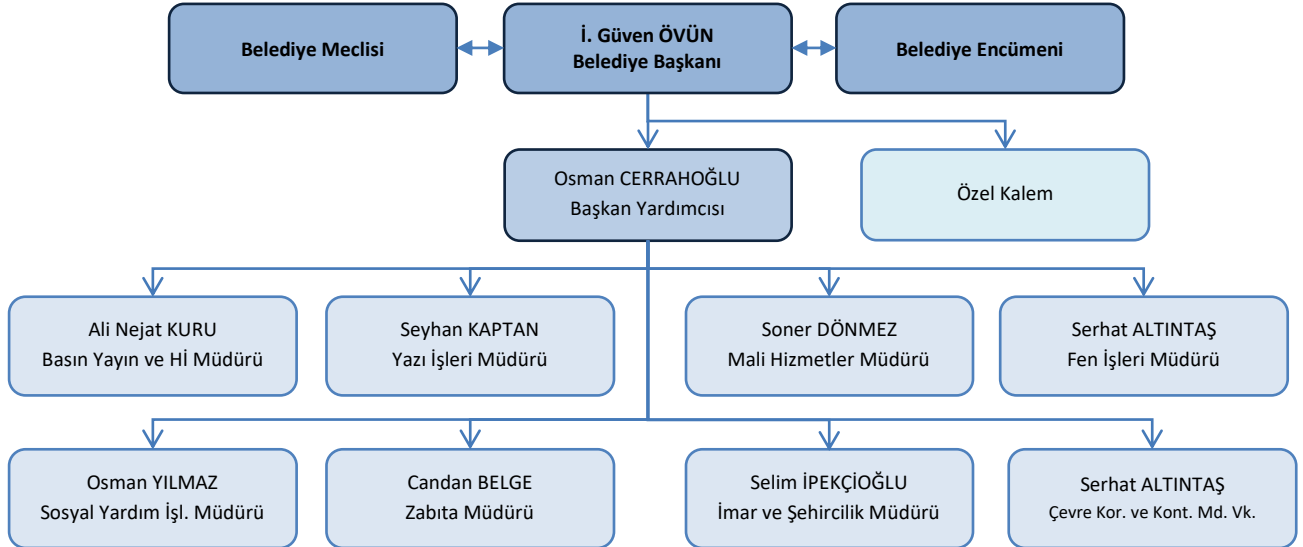 Belediye Meclisi
İ. Güven ÖVÜN
Belediye Başkanı
Belediye Encümeni
Osman CERRAHOĞLU
Başkan Yardımcısı
Özel Kalem
Ali Nejat KURU
Basın Yayın ve Hİ Müdürü
Seyhan KAPTAN
Yazı İşleri Müdürü
Soner DÖNMEZ
Mali Hizmetler Müdürü
Serhat ALTINTAŞ
Fen İşleri Müdürü
Osman YILMAZ
Sosyal Yardım İşl. Müdürü
Candan BELGE
Zabıta Müdürü
Selim İPEKÇİOĞLU
İmar ve Şehircilik Müdürü
Serhat ALTINTAŞ
Çevre Kor. ve Kont. Md. Vk.